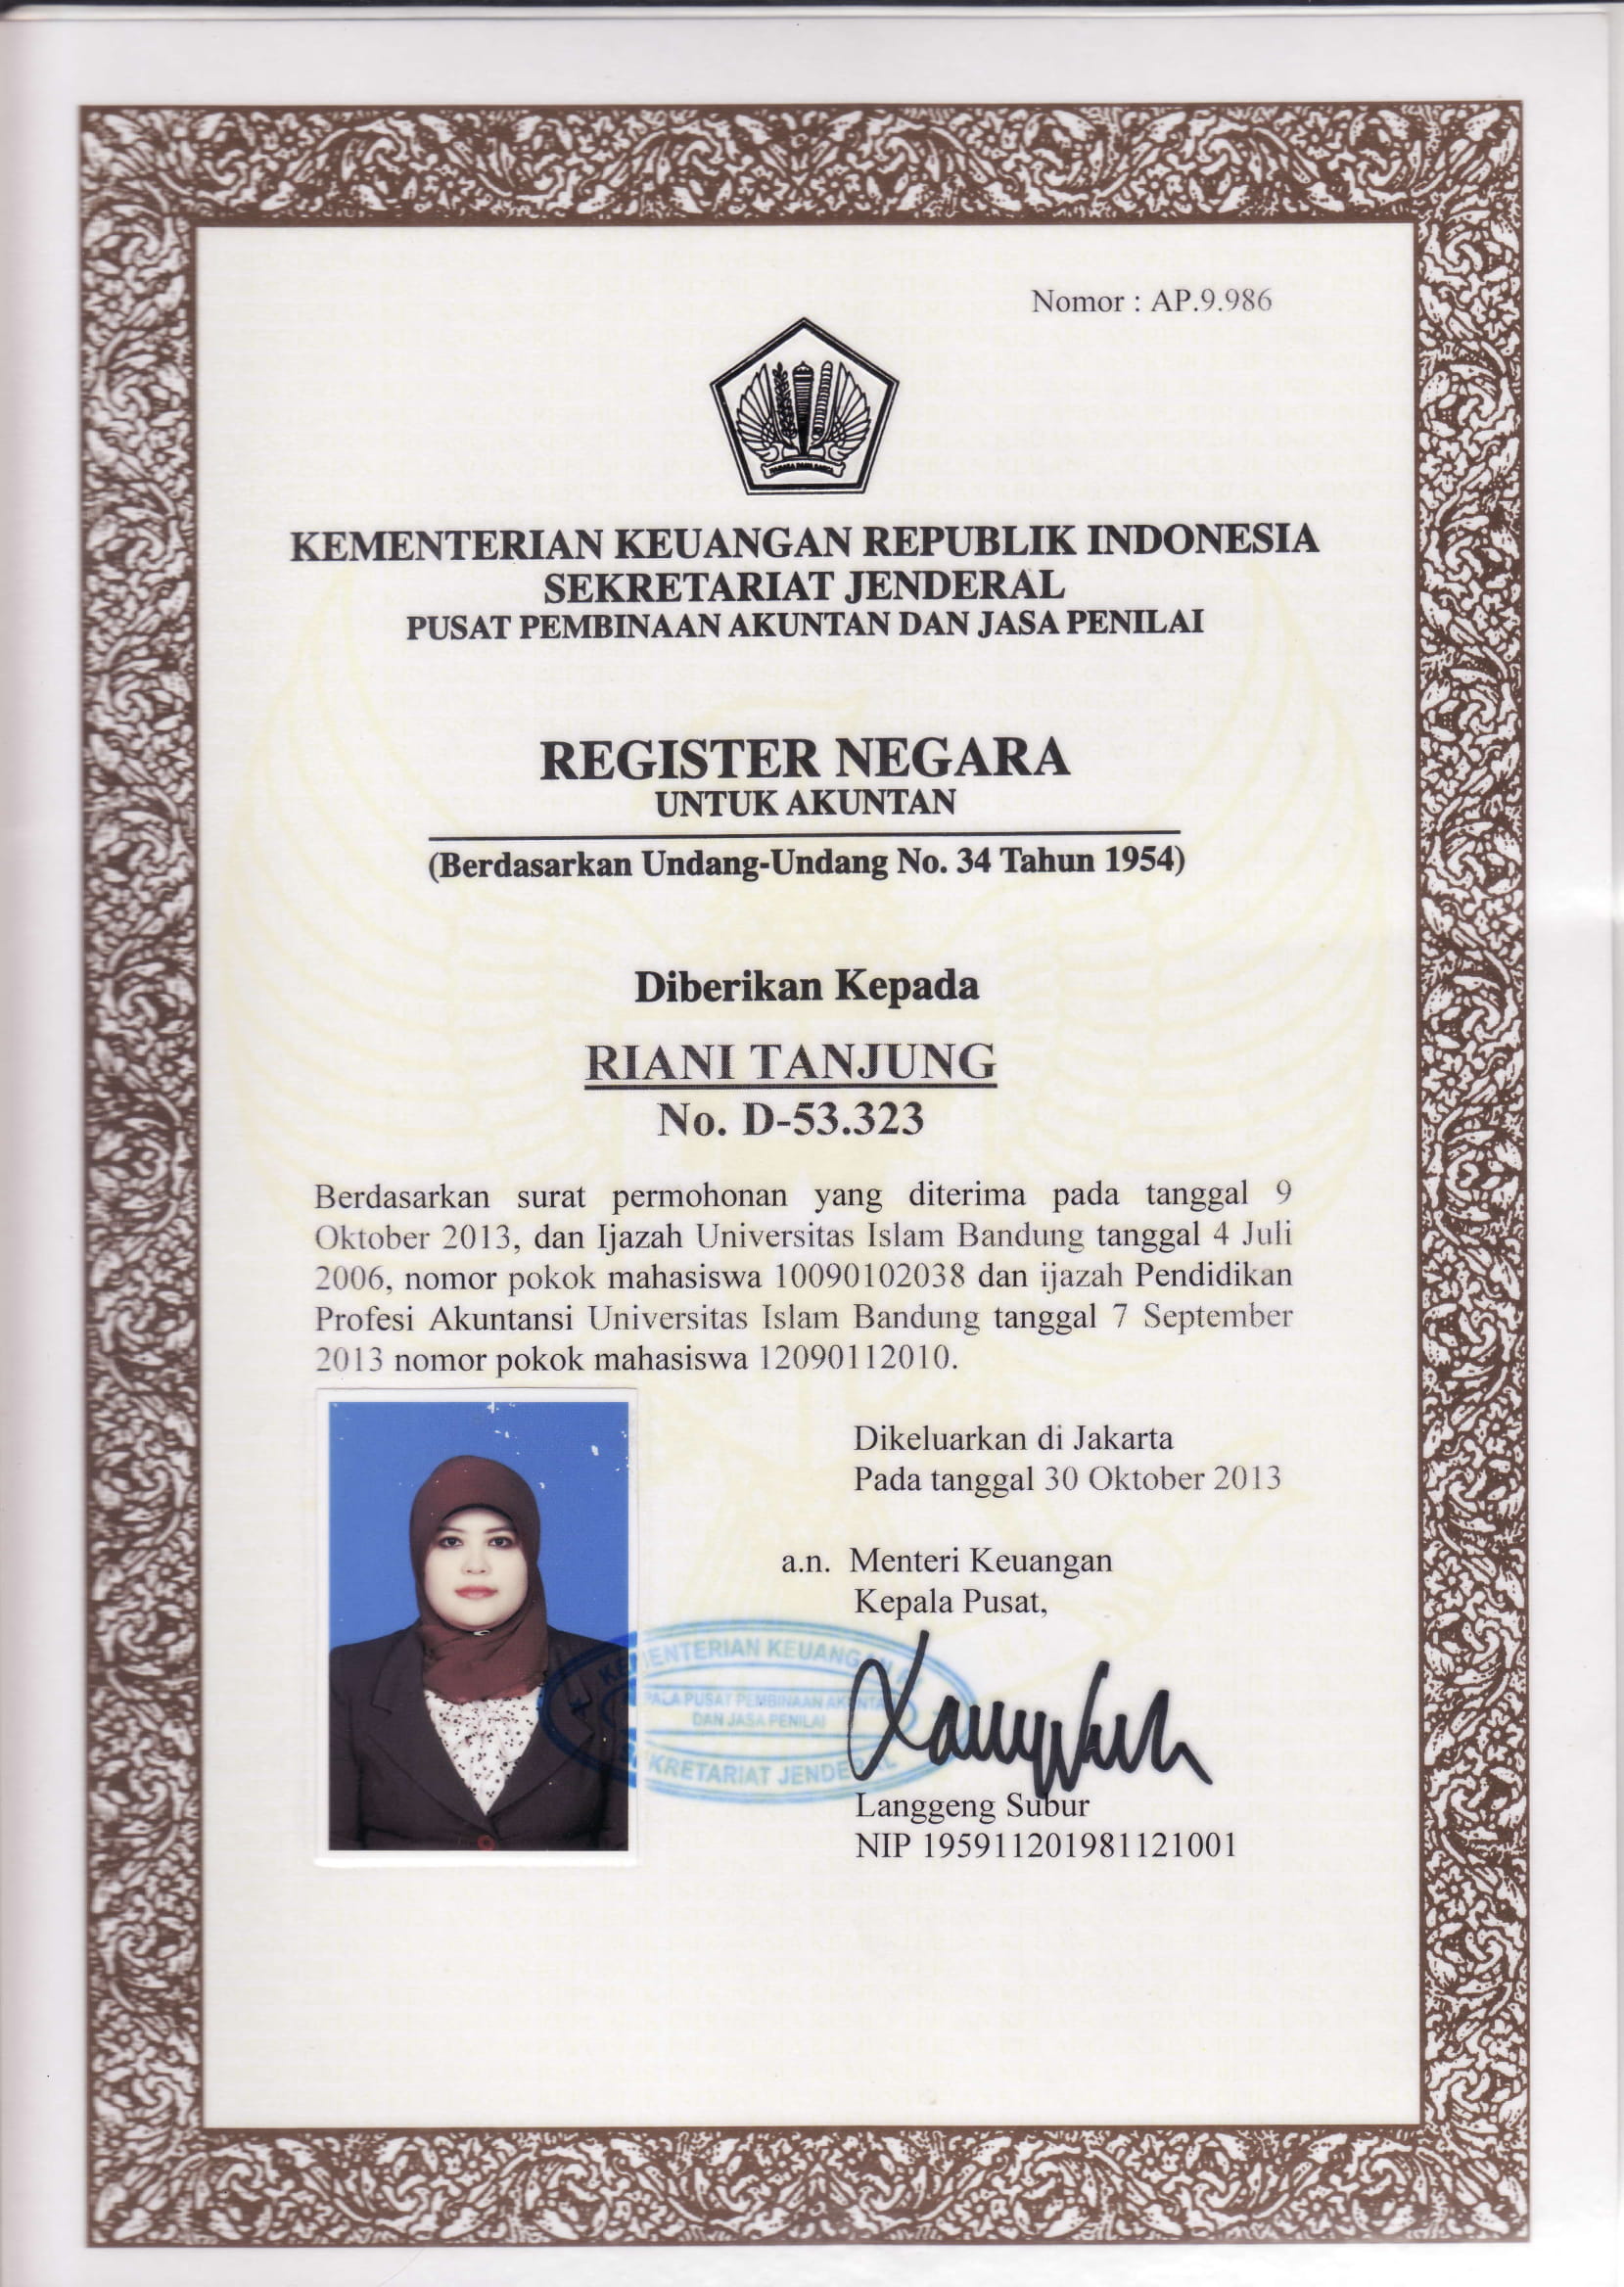 Nomor : AP.9.986
NAGARA DANA RAKCA
KEMENTERIAN KEUANGAN REPUBLIK INDONESIA
SEKRETARIAT JENDERAL
PUSAT PEMBINAAN AKUNTAN DAN JASA PENILAI
REGISTER NEGARA
UNTUK AKUNTAN
(Berdasarkan Undang-Undang No. 34 Tahun 1954)
Diberikan Kepada
RIANI TANJUNG
No. D-53.323
Berdasarkan surat permohonan yang diterima pada tanggal 9
Oktober 2013, dan Ijazah Universitas Islam Bandung tanggal 4 Juli
2006, nomor pokok mahasiswa 10090102038 dan ijazah Pendidikan
Profesi Akuntansi Universitas Islam Bandung tanggal 7 September
2013 nomor pokok mahasiswa 12090112010.
Dikeluarkan di Jakarta
Pada tanggal 30 Oktober 2013
a.n. Menteri Keuangan
Kepala Pusat,
KEMENTERIAN KEUANGAN
KEPALA PUSAT PEMBINAAN AKUNTAN
DAN JASA PENILAI
SEKRETARIAT JENDERAL
Langgeng Subur
NIP 195911201981121001